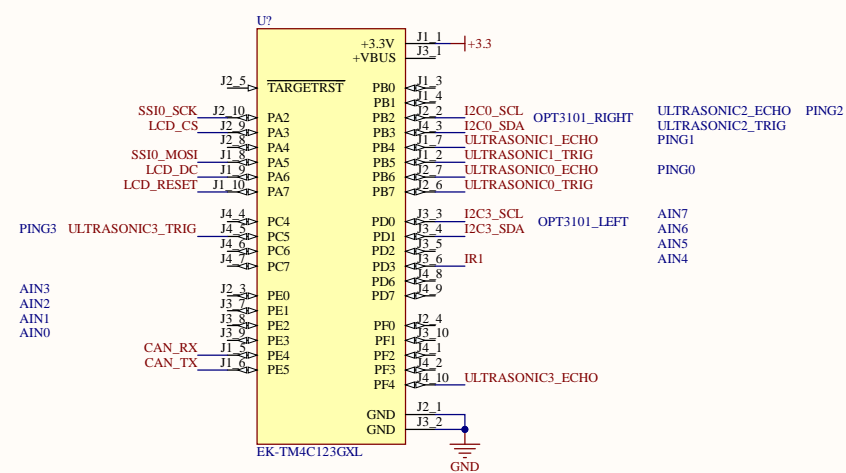 U?
+3.3V J1_1 +3.3
+VBUS J3_1
J2_5 TARGETRST PB0 J1_3
PB1 J1_4
SSI0_SCK J2_10 PA2 PB2 J2_2 I2C0_SCL OPT3101_RIGHT ULTRASONIC2_ECHO PING2
LCD_CS J2_9 PA3 PB3 J4_3 I2C0_SDA ULTRASONIC2_TRIG
J2_8 PA4 PB4 J1_7 ULTRASONIC1_ECHO PING1
SSI0_MOSI J1_8 PA5 PB5 J1_2 ULTRASONIC1_TRIG
LCD_DC J1_9 PA6 PB6 J2_7 ULTRASONIC0_ECHO PING0
LCD_RESET J1_10 PA7 PB7 J2_6 ULTRASONIC0_TRIG
J4_4 PC4 PD0 J3_3 I2C3_SCL OPT3101_LEFT AIN7
PING3 ULTRASONIC3_TRIG J4_5 PC5 PD1 J3_4 I2C3_SDA AIN6
J4_6 PC6 PD2 J3_5 AIN5
J4_7 PC7 PD3 J3_6 IR1 AIN4
PD6 J4_8
AIN3 J2_3 PE0 PD7 J4_9
AIN2 J3_7 PE1
AIN1 J3_8 PE2 PF0 J2_4
AIN0 J3_9 PE3 PF1 J3_10
CAN_RX J1_5 PE4 PF2 J4_1
CAN_TX J1_6 PE5 PF3 J4_2
PF4 J4_10 ULTRASONIC3_ECHO
GND J2_1
GND J3_2
EK-TM4C123GXL
GND